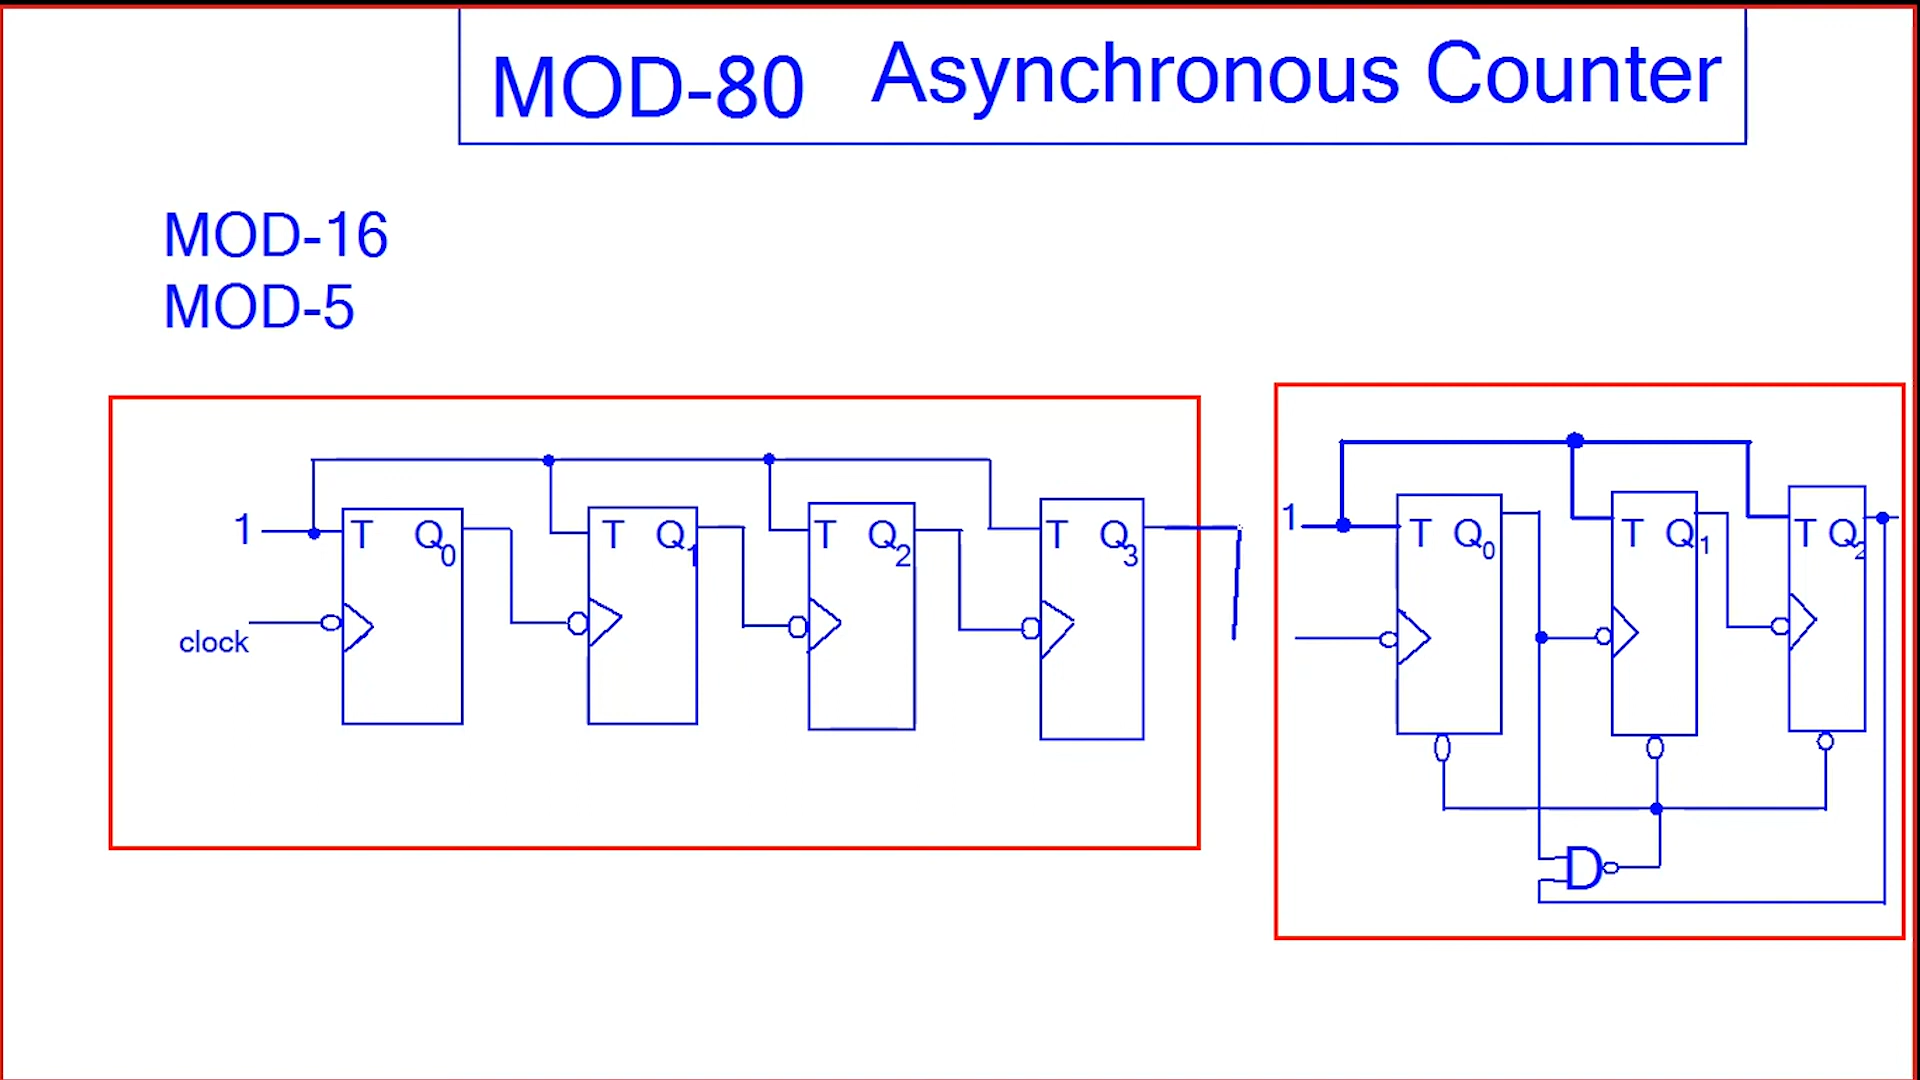 MOD-80 Asynchronous Counter
MOD-16
MOD-5
1 T Q0 T Q1 T Q2 T Q3
clock
1 T Q0 T Q1 T Q2